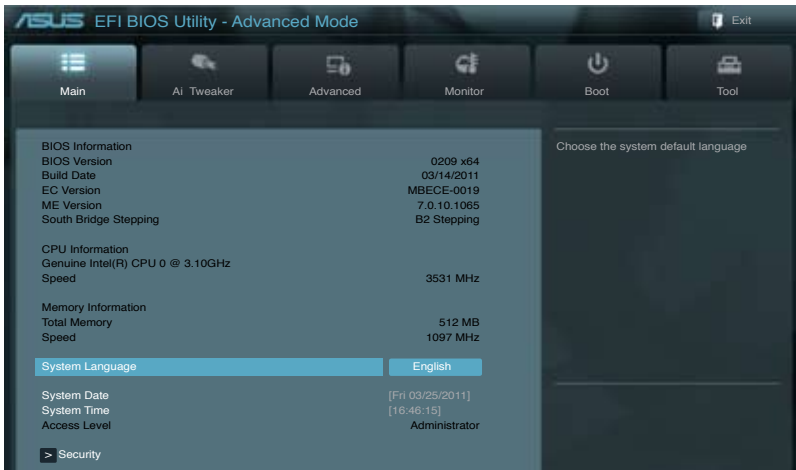 ASUS EFI BIOS Utility - Advanced Mode
Exit
Main
Ai Tweaker
Advanced
Monitor
Boot
Tool
BIOS Information
BIOS Version 0209 x64
Build Date 03/14/2011
EC Version MBECE-0019
ME Version 7.0.10.1065
South Bridge Stepping B2 Stepping
CPU Information
Genuine Intel(R) CPU 0 @ 3.10GHz
Speed 3531 MHz
Memory Information
Total Memory 512 MB
Speed 1097 MHz
System Language English
System Date [Fri 03/25/2011]
System Time [16:46:15]
Access Level Administrator
> Security
Choose the system default language